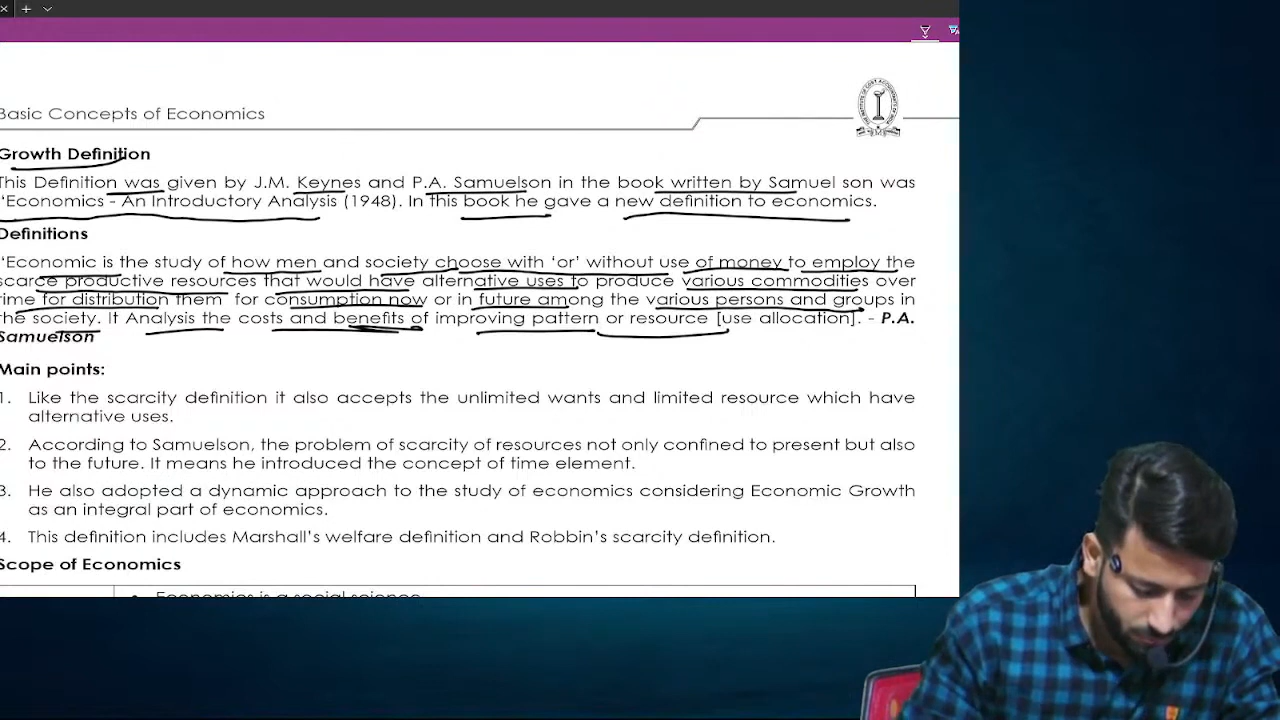 Basic Concepts of Economics
Growth Definition
This Definition was given by J.M. Keynes and P.A. Samuelson in the book written by Samuel son was
'Economics - An Introductory Analysis (1948). In this book he gave a new definition to economics.
Definitions
'Economic is the study of how men and society choose with 'or' without use of money to employ the
scarce productive resources that would have alternative uses to produce various commodities over
time for distribution them for consumption now or in future among the various persons and groups in
the society. It Analysis the costs and benefits of improving pattern or resource [use allocation]. - P.A.
Samuelson
Main points:
1. Like the scarcity definition it also accepts the unlimited wants and limited resource which have
alternative uses.
2. According to Samuelson, the problem of scarcity of resources not only confined to present but also
to the future. It means he introduced the concept of time element.
3. He also adopted a dynamic approach to the study of economics considering Economic Growth
as an integral part of economics.
4. This definition includes Marshall's welfare definition and Robbin's scarcity definition.
Scope of Economics
• Economics is a social science